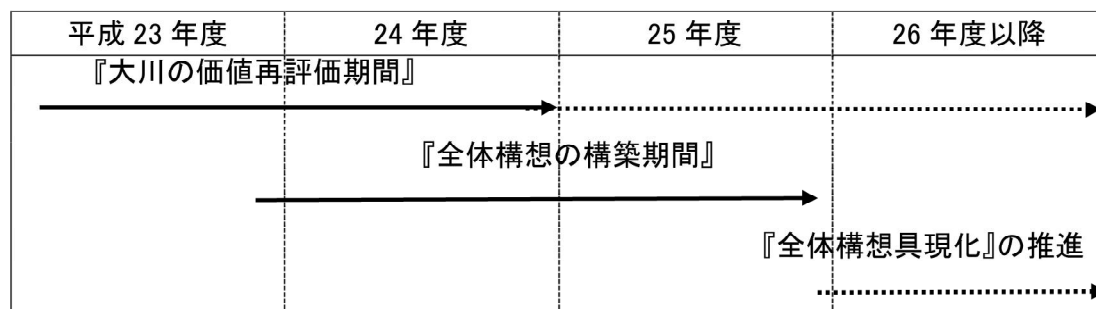 平成 23 年度 24 年度 25 年度 26 年度以降
『大川の価値再評価期間』
『全体構想の構築期間』
『全体構想具現化』の推進